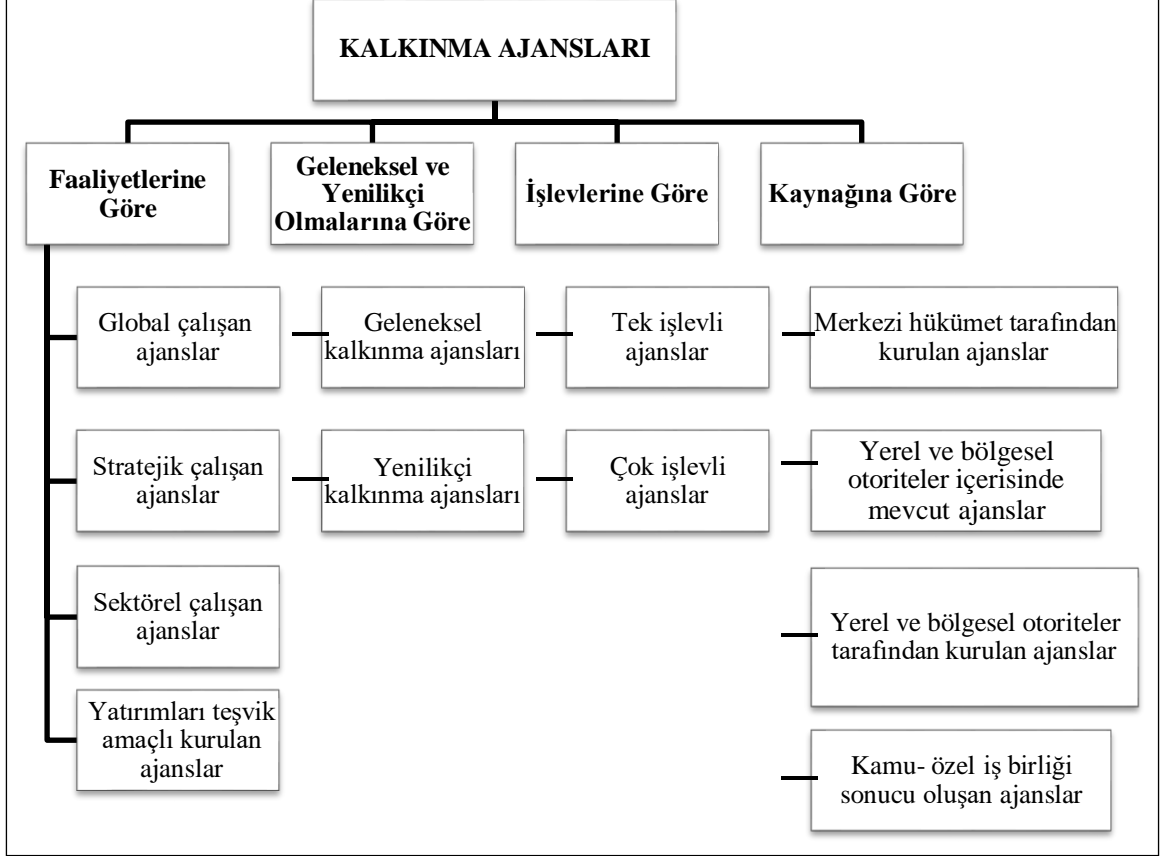 KALKINMA AJANSLARI
Faaliyetlerine
Göre
Geleneksel ve
Yenilikçi
Olmalarına Göre
İşlevlerine Göre
Kaynağına Göre
Global çalışan
ajanslar
Geleneksel
kalkınma ajansları
Tek işlevli
ajanslar
Merkezi hükümet tarafından
kurulan ajanslar
Stratejik çalışan
ajanslar
Yenilikçi
kalkınma ajansları
Çok işlevli
ajanslar
Yerel ve bölgesel
otoriteler içerisinde
mevcut ajanslar
Sektörel çalışan
ajanslar
Yerel ve bölgesel otoriteler
tarafından kurulan ajanslar
Yatırımları teşvik
amaçlı kurulan
ajanslar
Kamu- özel iş birliği
sonucu oluşan ajanslar